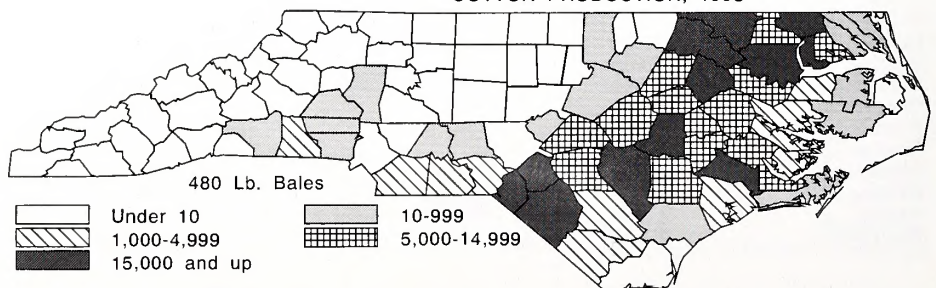 480 Lb. Bales
Under 10
10-999
1,000-4,999
5,000-14,999
15,000 and up